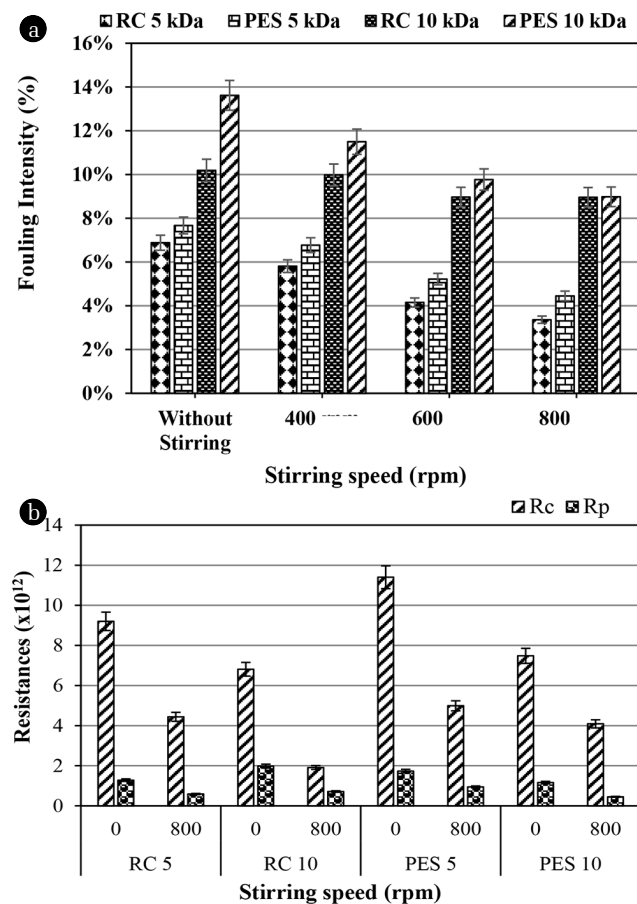 a
RC 5 kDa PES 5 kDa RC 10 kDa PES 10 kDa
Fouling Intensity (%)
16%
14%
12%
10%
8%
6%
4%
2%
0%
Without Stirring 400 600 800
Stirring speed (rpm)
b
Rc Rp
Resistances (x10¹²)
14
12
10
8
6
4
2
0
0 800 0 800 0 800 0 800
RC 5 RC 10 PES 5 PES 10
Stirring speed (rpm)